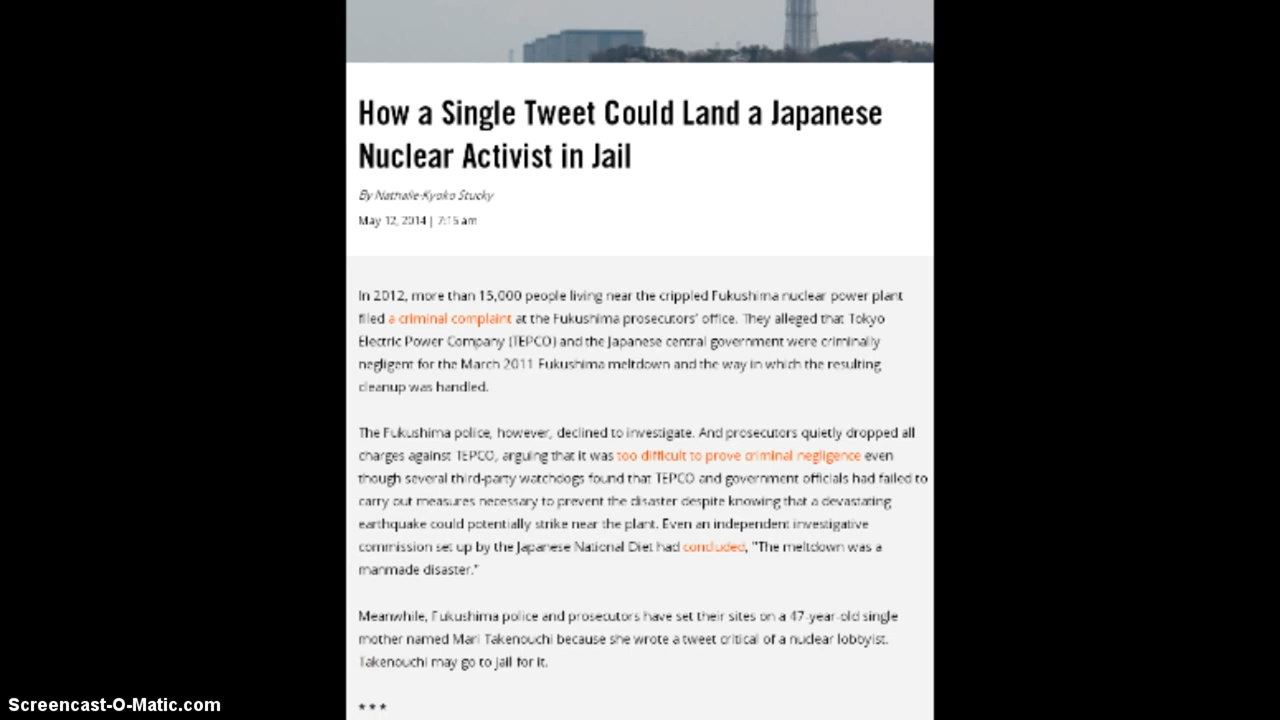 How a Single Tweet Could Land a Japanese
Nuclear Activist in Jail
By Nathalie-Kyoko Stucky
May 12, 2014 | 7:15 am
In 2012, more than 15,000 people living near the crippled Fukushima nuclear power plant
filed a criminal complaint at the Fukushima prosecutors' office. They alleged that Tokyo
Electric Power Company (TEPCO) and the Japanese central government were criminally
negligent for the March 2011 Fukushima meltdown and the way in which the resulting
cleanup was handled.
The Fukushima police, however, declined to investigate. And prosecutors quietly dropped all
charges against TEPCO, arguing that it was too difficult to prove criminal negligence even
though several third-party watchdogs found that TEPCO and government officials had failed to
carry out measures necessary to prevent the disaster despite knowing that a devastating
earthquake could potentially strike near the plant. Even an independent investigative
commission set up by the Japanese National Diet had concluded, "The meltdown was a
manmade disaster."
Meanwhile, Fukushima police and prosecutors have set their sites on a 47-year-old single
mother named Mari Takenouchi because she wrote a tweet critical of a nuclear lobbyist.
Takenouchi may go to jail for it.
* * *
Screencast-O-Matic.com